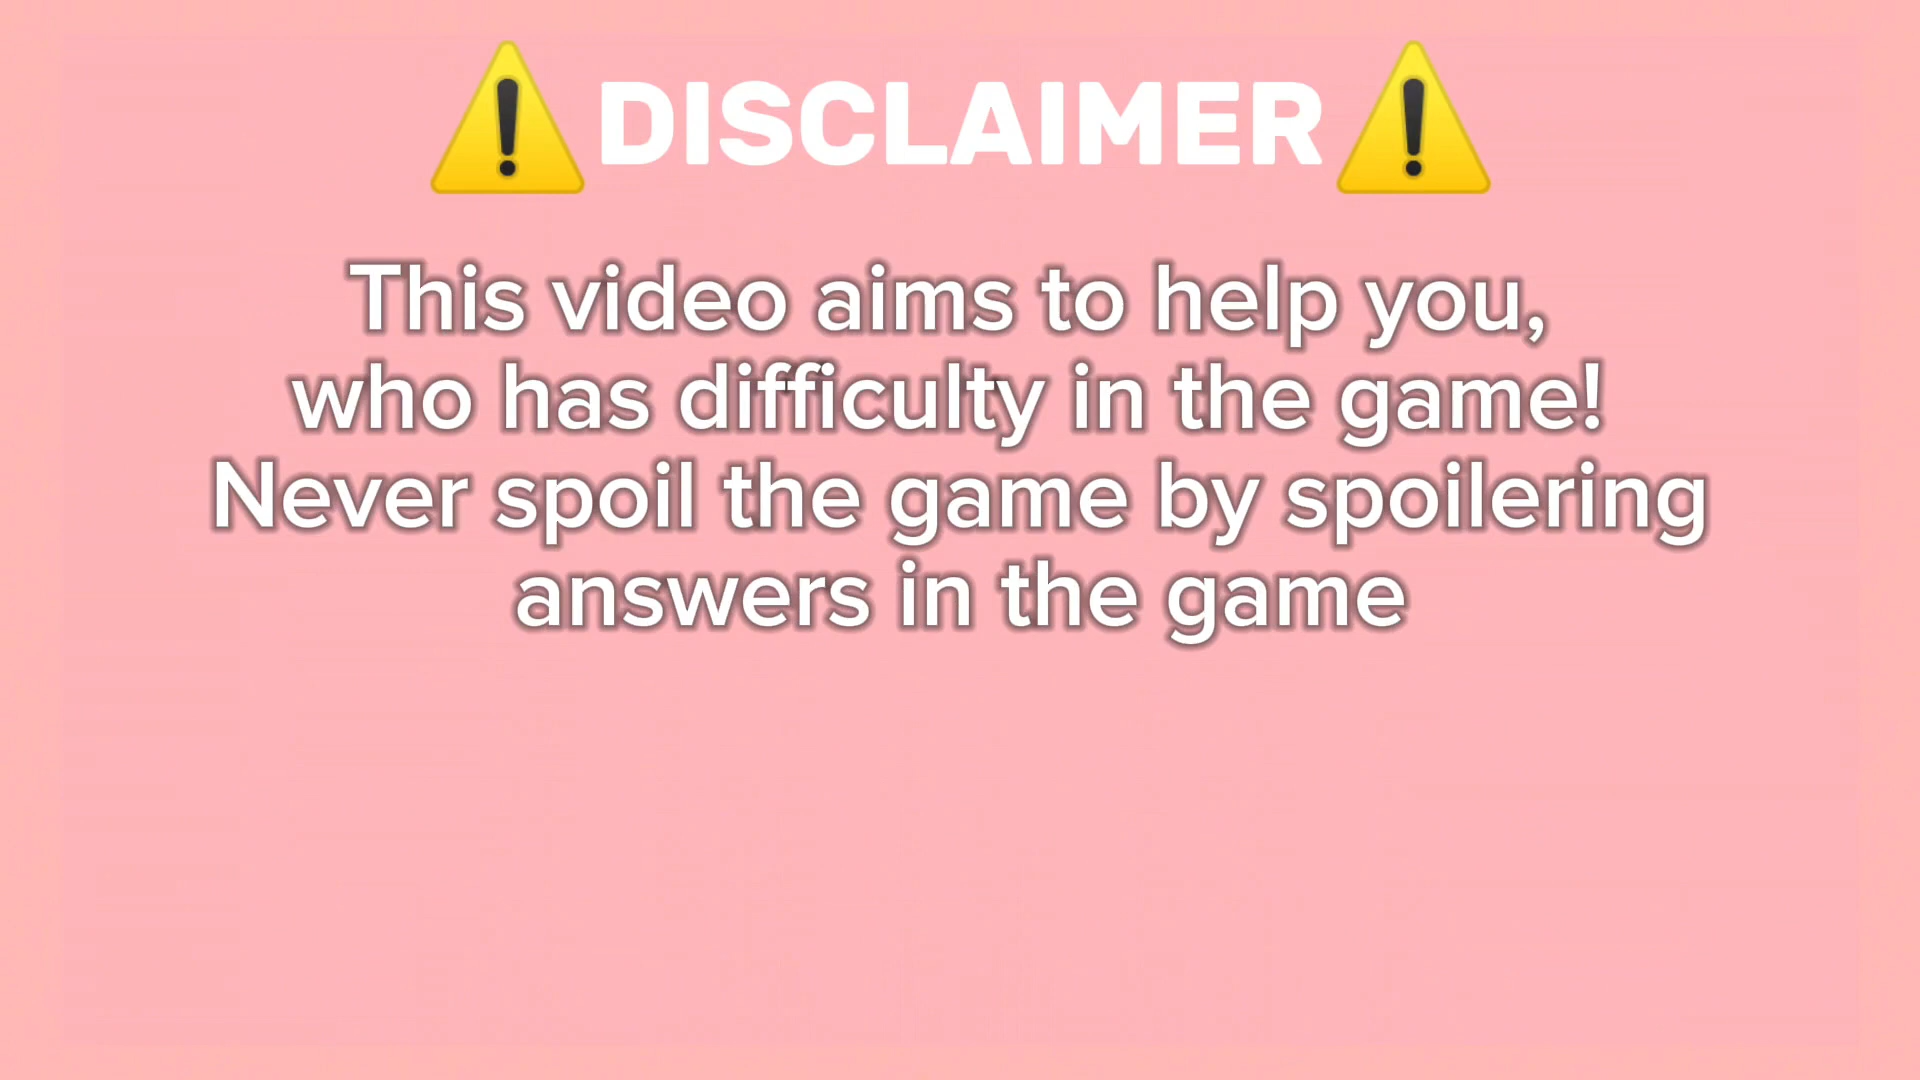 ⚠️DISCLAIMER⚠️
This video aims to help you,
who has difficulty in the game!
Never spoil the game by spoilering
answers in the game